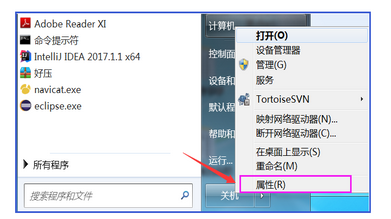 Adobe Reader XI
命令提示符
IntelliJ IDEA 2017.1.1 x64
好压
navicat.exe
eclipse.exe
所有程序
搜索程序和文件
计算机
控制面
设备和
默认程
帮助和
运行...
关机
打开(O)
设备管理器
管理(G)
服务
TortoiseSVN
映射网络驱动器(N)...
断开网络驱动器(C)...
在桌面上显示(S)
重命名(M)
属性(R)